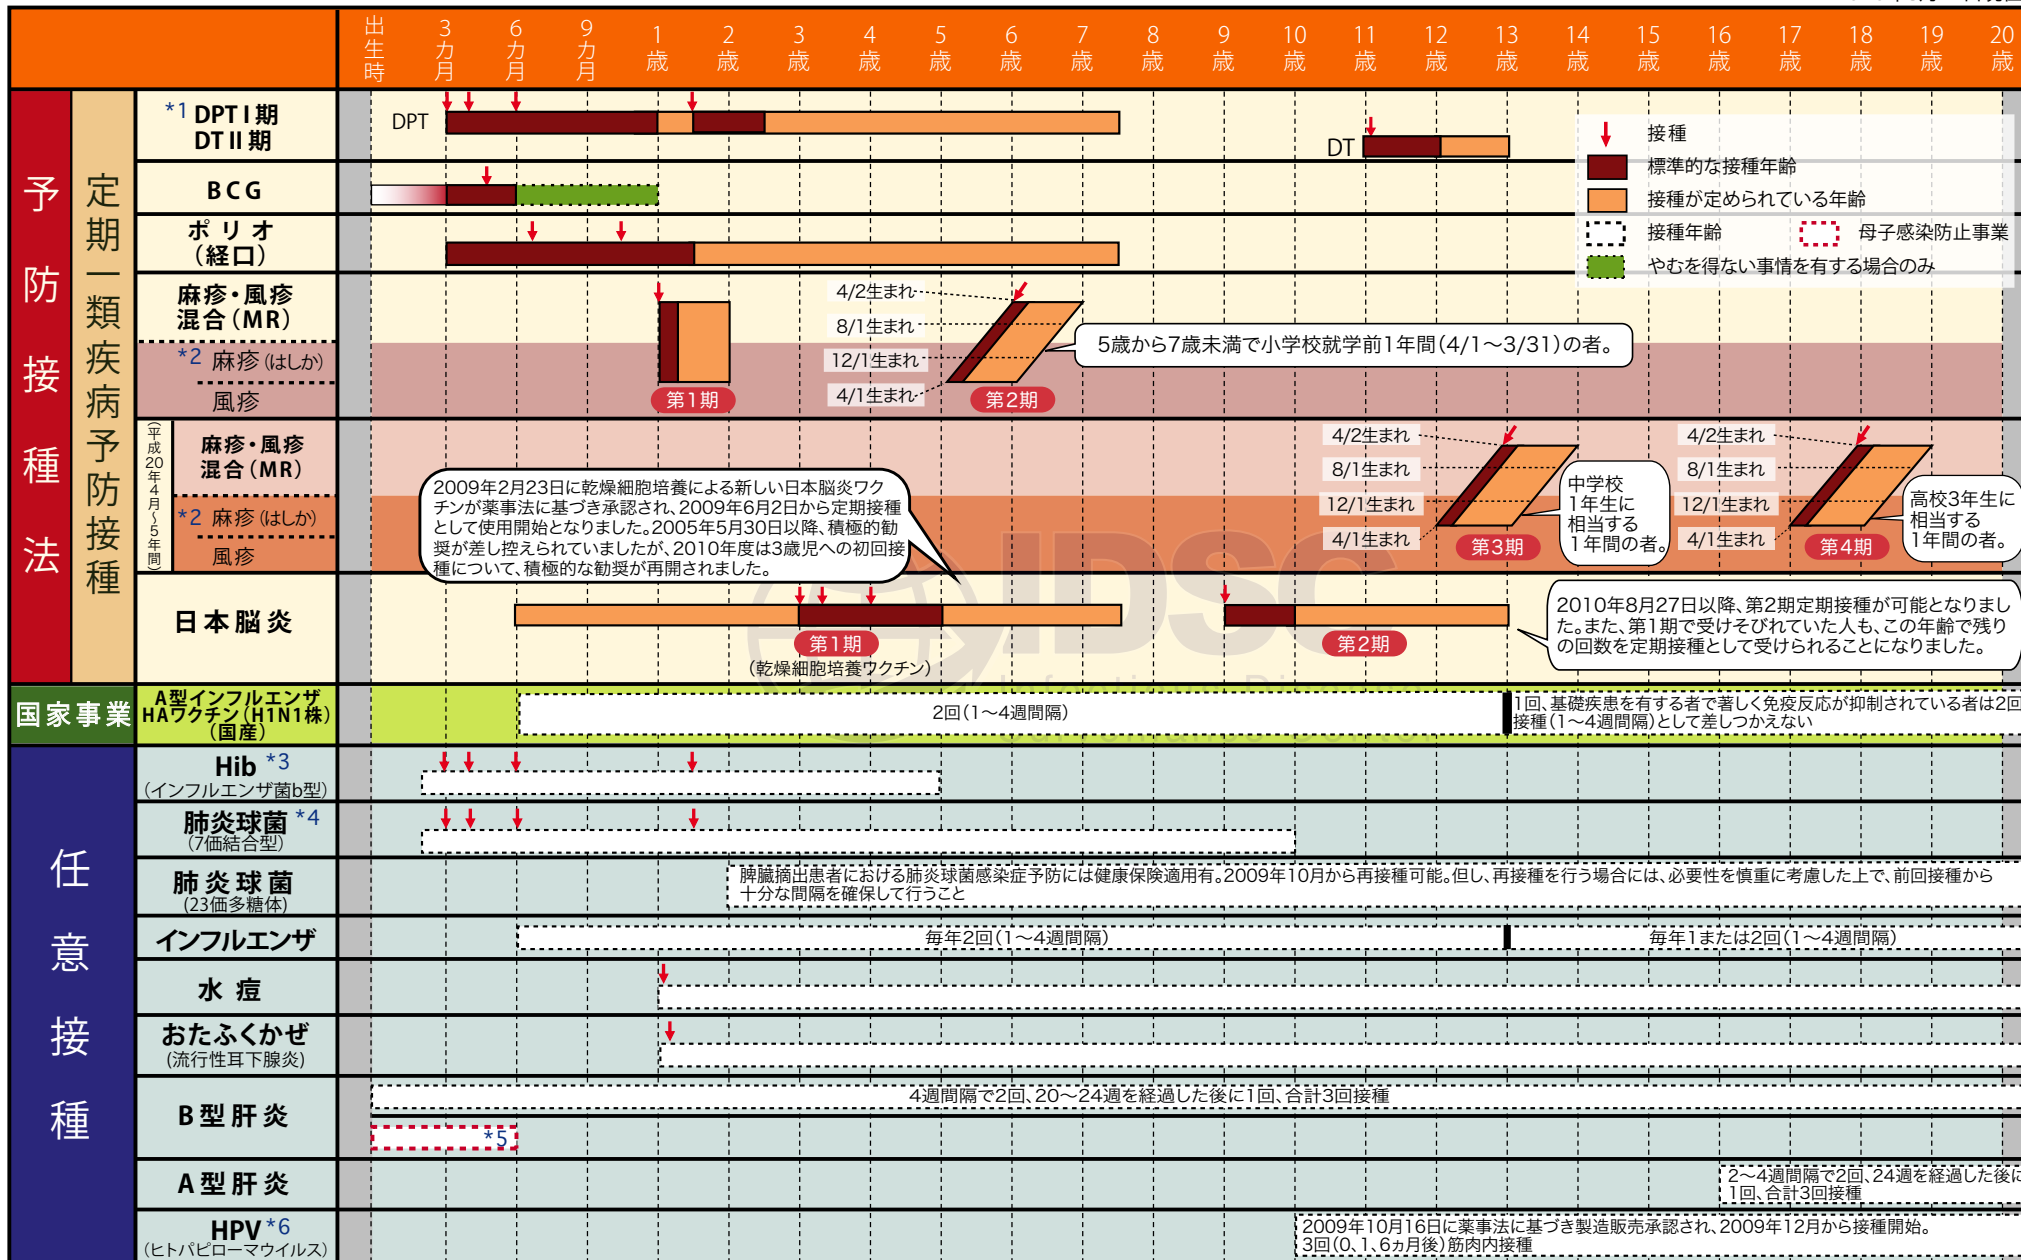 出生時
3カ月
6カ月
9カ月
1歳
2歳
3歳
4歳
5歳
6歳
7歳
8歳
9歳
10歳
11歳
12歳
13歳
14歳
15歳
16歳
17歳
18歳
19歳
20歳
予防接種法
定期一類疾病予防接種
*1 DPT I 期
DT II 期
DPT
DT
接種
標準的な接種年齢
接種が定められている年齢
接種年齢
母子感染防止事業
やむを得ない事情を有する場合のみ
BCG
ポリオ
(経口)
麻疹・風疹
混合(MR)
*2 麻疹(はしか)
風疹
4/2生まれ
8/1生まれ
12/1生まれ
4/1生まれ
5歳から7歳未満で小学校就学前1年間(4/1〜3/31)の者。
第1期
第2期
(平成20年4月〜5年間)
麻疹・風疹
混合(MR)
*2 麻疹(はしか)
風疹
4/2生まれ
8/1生まれ
12/1生まれ
4/1生まれ
中学校
1年生に
相当する
1年間の者。
第3期
4/2生まれ
8/1生まれ
12/1生まれ
4/1生まれ
高校3年生に
相当する
1年間の者。
第4期
2009年2月23日に乾燥細胞培養による新しい日本脳炎ワク
チンが薬事法に基づき承認され、2009年6月2日から定期接種
として使用開始となりました。2005年5月30日以降、積極的勧
奨が差し控えられていましたが、2010年度は3歳児への初回接
種について、積極的な勧奨が再開されました。
日本脳炎
第1期
(乾燥細胞培養ワクチン)
第2期
2010年8月27日以降、第2期定期接種が可能となりまし
た。また、第1期で受けそびれていた人も、この年齢で残り
の回数を定期接種として受けられることになりました。
IDSC
国家事業
A型インフルエンザ
HAワクチン(H1N1株)
(国産)
2回(1〜4週間隔)
1回、基礎疾患を有する者で著しく免疫反応が抑制されている者は2回
接種(1〜4週間隔)として差しつかえない
任意接種
Hib *3
(インフルエンザ菌b型)
肺炎球菌 *4
(7価結合型)
肺炎球菌
(23価多糖体)
脾臓摘出患者における肺炎球菌感染症予防には健康保険適用有。2009年10月から再接種可能。但し、再接種を行う場合には、必要性を慎重に考慮した上で、前回接種から
十分な間隔を確保して行うこと
インフルエンザ
毎年2回(1〜4週間隔)
毎年1または2回(1〜4週間隔)
水痘
おたふくかぜ
(流行性耳下腺炎)
B型肝炎
4週間隔で2回、20〜24週を経過した後に1回、合計3回接種
*5
A型肝炎
2〜4週間隔で2回、24週を経過した後に
1回、合計3回接種
HPV *6
(ヒトパピローマウイルス)
2009年10月16日に薬事法に基づき製造販売承認され、2009年12月から接種開始。
3回(0、1、6ヵ月後)筋肉内接種